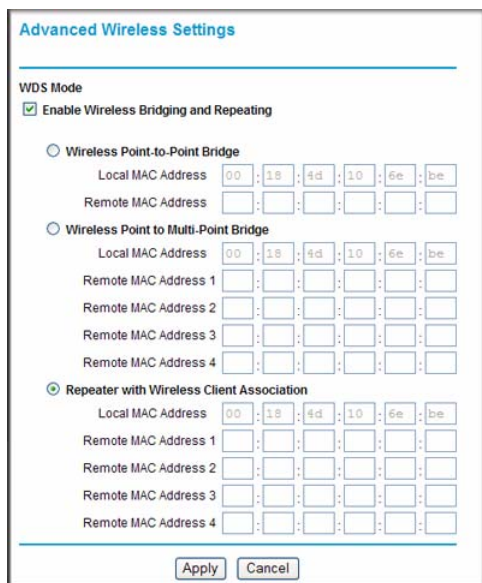 Advanced Wireless Settings
WDS Mode
Enable Wireless Bridging and Repeating
Wireless Point-to-Point Bridge
Local MAC Address 00 : 18 : 4d : 10 : 6e : be
Remote MAC Address : : : : :
Wireless Point to Multi-Point Bridge
Local MAC Address 00 : 18 : 4d : 10 : 6e : be
Remote MAC Address 1 : : : : :
Remote MAC Address 2 : : : : :
Remote MAC Address 3 : : : : :
Remote MAC Address 4 : : : : :
Repeater with Wireless Client Association
Local MAC Address 00 : 18 : 4d : 10 : 6e : be
Remote MAC Address 1 : : : : :
Remote MAC Address 2 : : : : :
Remote MAC Address 3 : : : : :
Remote MAC Address 4 : : : : :
Apply Cancel